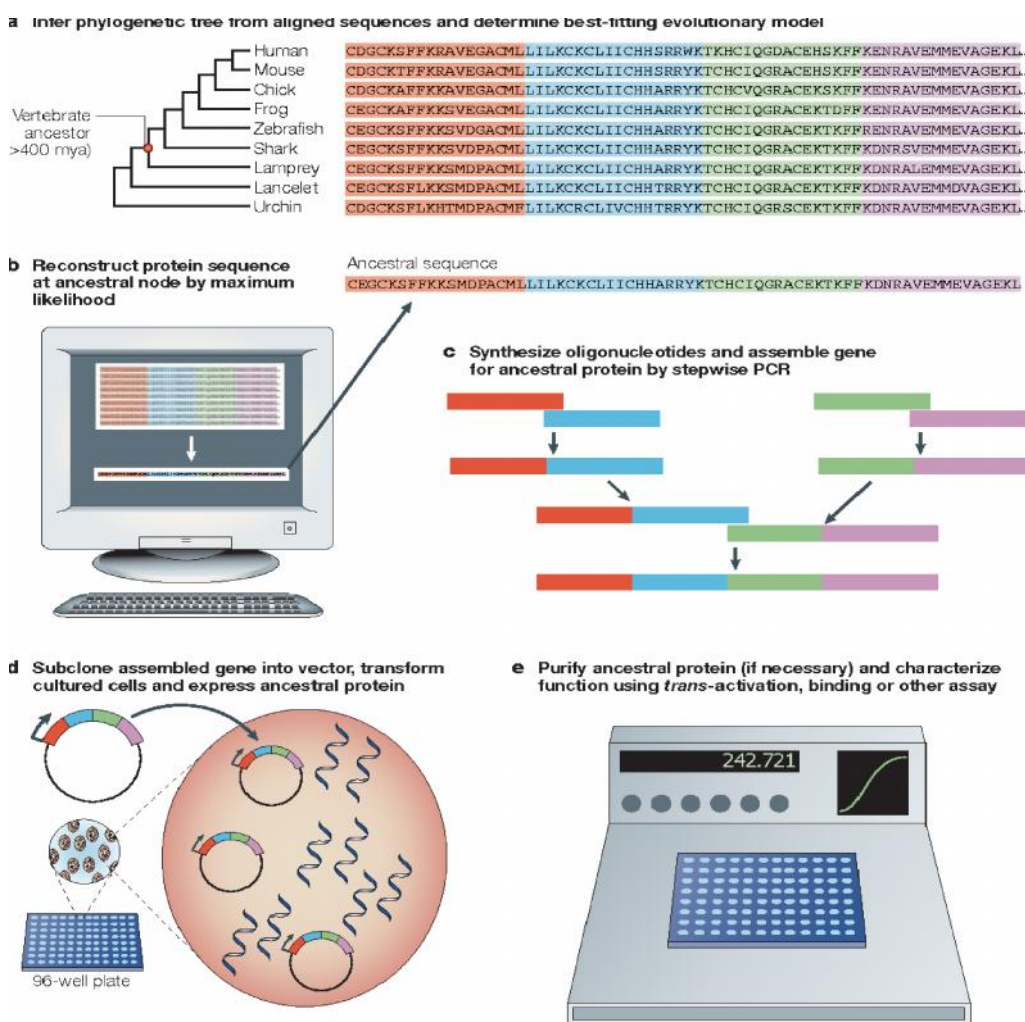 a Infer phylogenetic tree from aligned sequences and determine best-fitting evolutionary model
Human CDGCKSFFKRAVEGACMLLILKCKCLIICHHSRRWKTKHCIQGDACEHSKFFKENRAVEMMEVAGEKL..
Mouse CDGCKTFFKRAVEGACMLLILKCKCLIICHHSRRYKTCHCIQGRACEHSKFFKENRAVEMMEVAGEKL..
Chick CDGCKAFFKKAVEGACMLLILKCKCLIICHHARRYKTCHCVQGRACEKSKFFKENRAVEMMEVAGEKL..
Frog CEGCKAFFKKSVEGACMLLILKCKCLIICHHARRYKTCHCIQGRACEKTDFFKENRAVEMMEVAGEKL..
Zebrafish CEGCKSFFKKSVDGACMLLILKCKCLIICHHARRYKTCHCIQGRACEKTKFFRENRAVEMMEVAGEKL..
Shark CEGCKSFFKKSVDPACMLLILKCKCLIICHHARRYKTCHCIQGRACEKTKFFKDNRSVEMMEVAGEKL..
Lamprey CEGCKSFFKKSMDPACMLLILKCKCLIICHHARRYKTCHCIQGRACEKTKFFKDNRALEMMEVAGEKL..
Lancelet CEGCKSFLKKSMDPACMLLILKCKCLIICHHTRRYKTCHCIQGRACEKTKFFKENRAVEMMDVAGEKL..
Urchin CDGCKSFLKHTMDPACMFLILKCRCLIVCHHTRRYKTCHCIQGRSCEKTKFFKDNRAVEMMEVAGEKL..
Vertebrate
ancestor
>400 mya)
b Reconstruct protein sequence
at ancestral node by maximum
likelihood
Ancestral sequence
CEGCKSFFKKSMDPACMLLILKCKCLIICHHARRYKTCHCIQGRACEKTKFFKDNRAVEMMEVAGEKL
c Synthesize oligonucleotides and assemble gene
for ancestral protein by stepwise PCR
d Subclone assembled gene into vector, transform
cultured cells and express ancestral protein
96-well plate
e Purify ancestral protein (if necessary) and characterize
function using trans-activation, binding or other assay
242.721